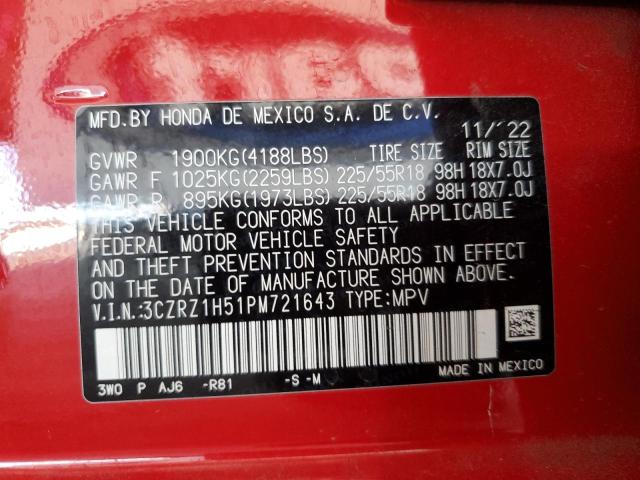 MFD.BY HONDA DE MEXICO S.A. DE C.V.
11/'22
GVWR 1900KG(4188LBS) TIRE SIZE RIM SIZE
GAWR F 1025KG(2259LBS) 225/55R18 98H 18X7.0J
GAWR R 895KG(1973LBS) 225/55R18 98H 18X7.0J
THIS VEHICLE CONFORMS TO ALL APPLICABLE
FEDERAL MOTOR VEHICLE SAFETY
AND THEFT PREVENTION STANDARDS IN EFFECT
ON THE DATE OF MANUFACTURE SHOWN ABOVE.
V.I.N.:3CZRZ1H51PM721643 TYPE:MPV
3WO P AJ6 -R81 -S -M
MADE IN MEXICO